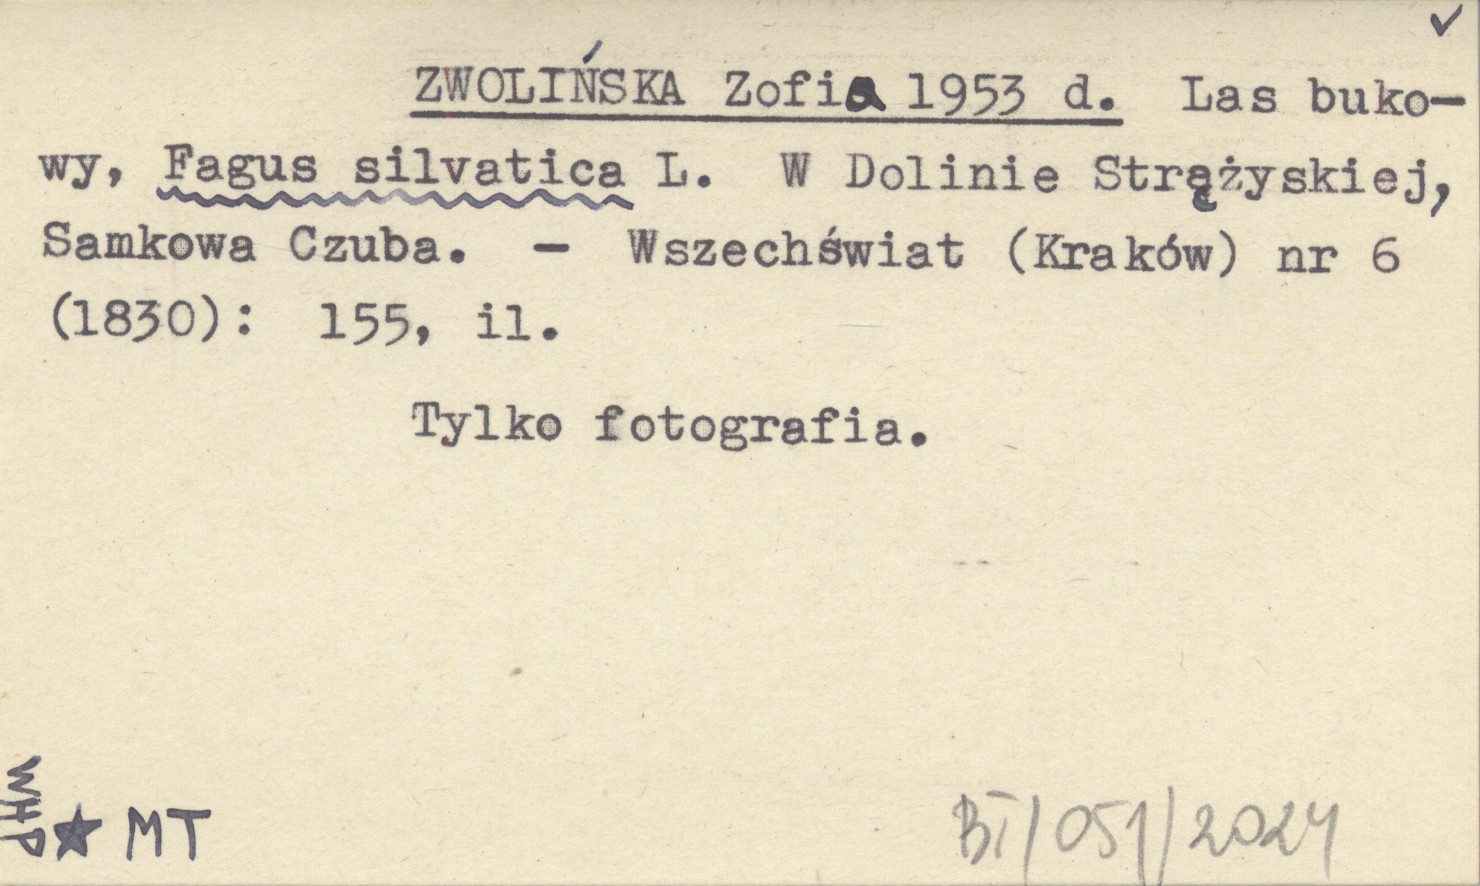 ZWOLIŃSKA Zofia 1953 d. Las buko-
wy, Fagus silvatica L. W Dolinie Strążyskiej,
Samkowa Czuba. - Wszechświat (Kraków) nr 6
(1830): 155, il.
Tylko fotografia.
WHP
★ MT
BT/051/2024